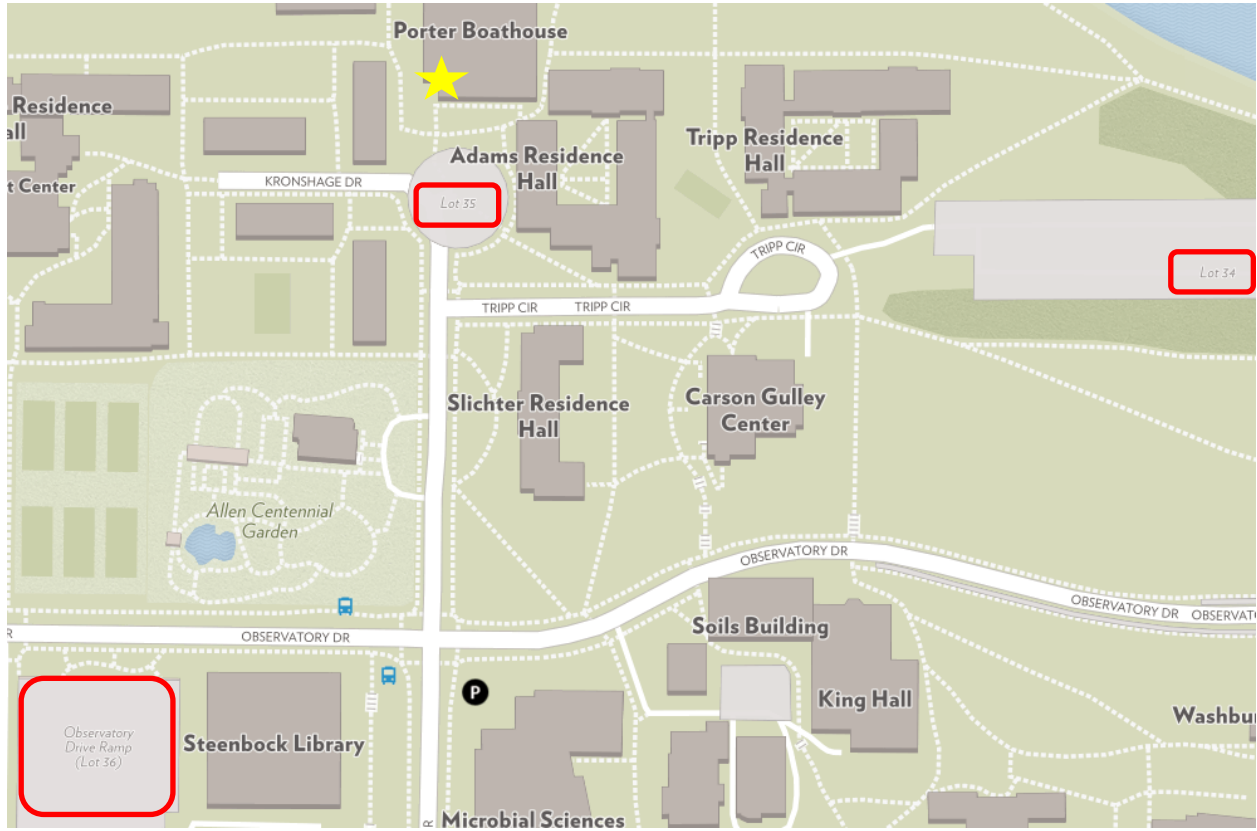 Porter Boathouse
Residence
all
Adams Residence
Hall
Tripp Residence
Hall
t Center
KRONSHAGE DR
Lot 35
TRIPP CIR
Lot 34
TRIPP CIR
TRIPP CIR
Slichter Residence
Hall
Carson Gulley
Center
Allen Centennial
Garden
OBSERVATORY DR
OBSERVATORY DR
OBSERVAT
R
OBSERVATORY DR
Soils Building
P
King Hall
Washbu
Observatory
Drive Ramp
(Lot 36)
Steenbock Library
Microbial Sciences
R